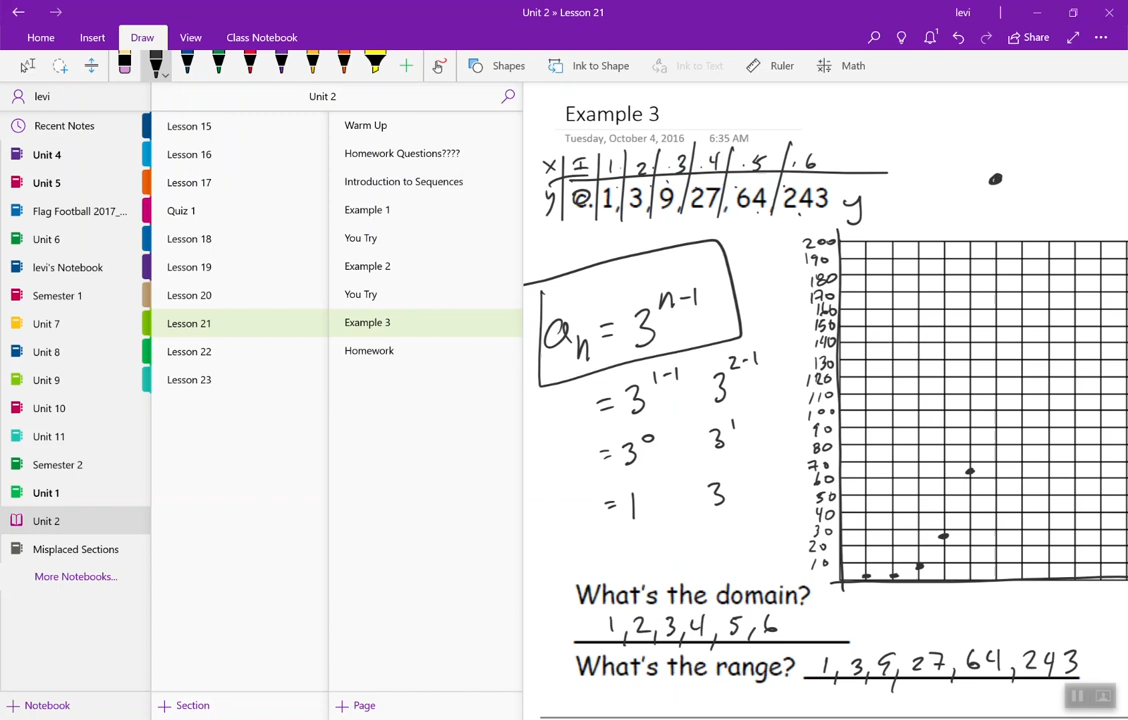 Unit 2 » Lesson 21
levi
Home Insert Draw View Class Notebook
Share
Shapes Ink to Shape Ink to Text Ruler Math
levi
Unit 2
Recent Notes
Unit 4
Unit 5
Flag Football 2017_...
Unit 6
levi's Notebook
Semester 1
Unit 7
Unit 8
Unit 9
Unit 10
Unit 11
Semester 2
Unit 1
Unit 2
Misplaced Sections
More Notebooks...
Notebook
Lesson 15
Lesson 16
Lesson 17
Quiz 1
Lesson 18
Lesson 19
Lesson 20
Lesson 21
Lesson 22
Lesson 23
Section
Warm Up
Homework Questions????
Introduction to Sequences
Example 1
You Try
Example 2
You Try
Example 3
Homework
Page
Example 3
Tuesday, October 4, 2016 6:35 AM
x 1 2 3 4 5 6
y 1, 3, 9, 27, 64, 243
y
aₙ = 3ⁿ⁻¹
= 3¹⁻¹ 3²⁻¹
= 3⁰ 3¹
= 1 3
200
190
180
170
160
150
140
130
120
110
100
90
80
70
60
50
40
30
20
10
What's the domain?
1, 2, 3, 4, 5, 6
What's the range? 1, 3, 9, 27, 64, 243